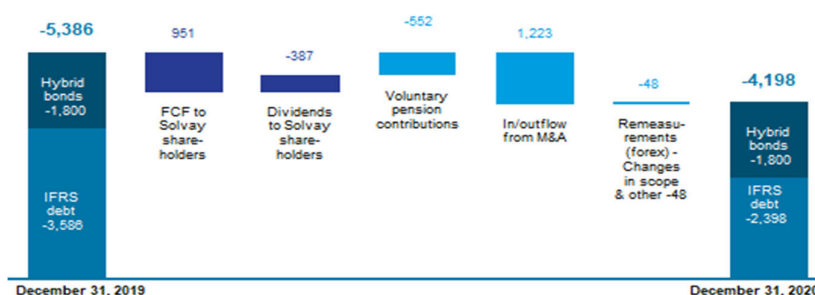 -5,386
Hybrid
bonds
-1,800
IFRS
debt
-3,586
951
FCF to
Solvay
share-
holders
-387
Dividends
to Solvay
share-
holders
-552
Voluntary
pension
contributions
1,223
In/outflow
from M&A
-48
Remeasu-
rements
(forex) -
Changes
in scope
& other -48
-4,198
Hybrid
bonds
-1,800
IFRS
debt
-2,398
December 31, 2019
December 31, 2020